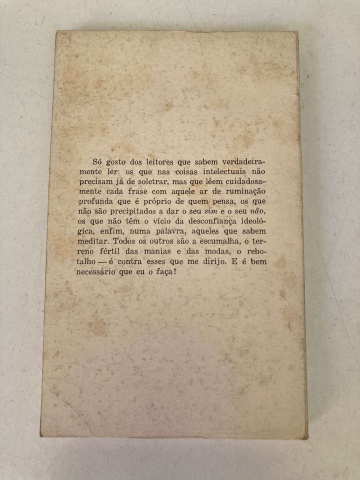 Só gosto dos leitores que sabem verdadeira-
mente ler: os que nas coisas intelectuais não
precisam já de soletrar, mas que lêem cuidadosa-
mente cada frase com aquele ar de ruminação
profunda que é próprio de quem pensa, os que
não são precipitados a dar o seu sim e o seu não,
os que não têm o vício da desconfiança ideoló-
gica, enfim, numa palavra, aqueles que sabem
meditar. Todos os outros são a escumalha, o ter-
reno fértil das manias e das modas, o rebo-
talho — é contra esses que me dirijo. E é bem
necessário que eu o faça!